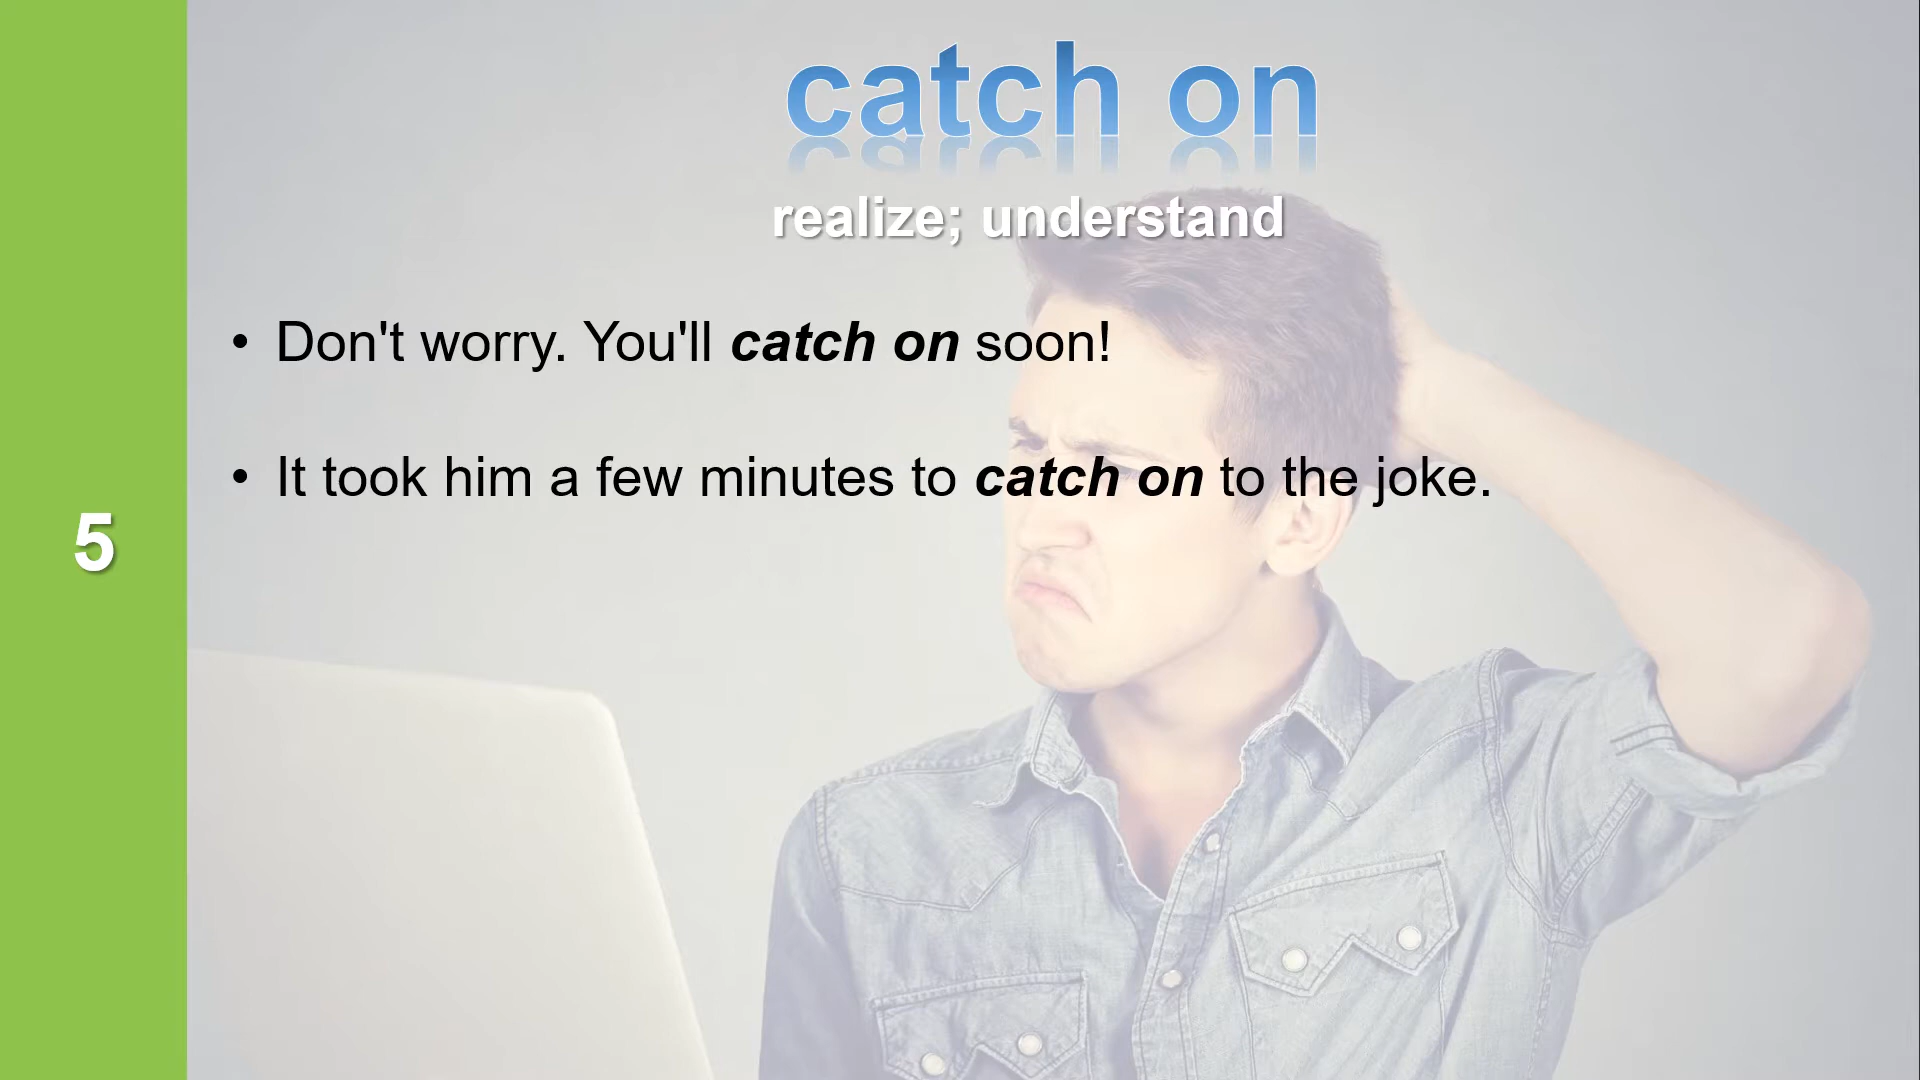 catch on
realize; understand
• Don't worry. You'll catch on soon!
• It took him a few minutes to catch on to the joke.
5